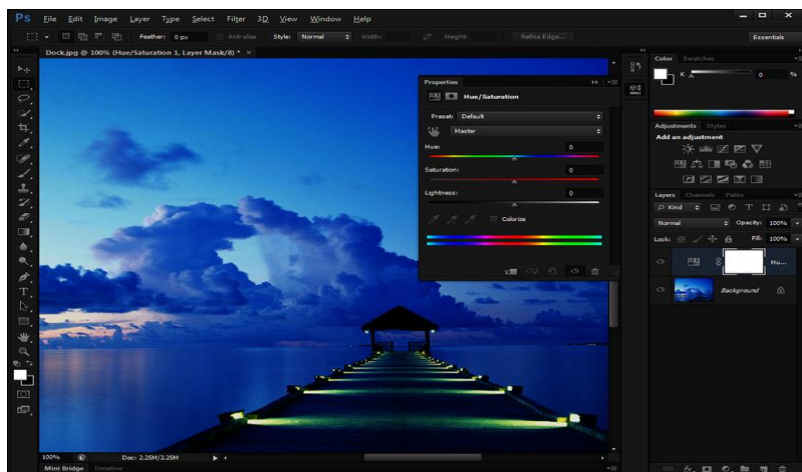 Ps File Edit Image Layer Type Select Filter 3D View Window Help
Feather: 0 px Anti-alias Style: Normal Width: Height: Refine Edge... Essentials
Dock.jpg @ 100% (Hue/Saturation 1, Layer Mask/8) * ×
Properties
Hue/Saturation
Preset: Default
Master
Hue: 0
Saturation: 0
Lightness: 0
Colorize
Color Swatches
K 0 %
Adjustments Styles
Add an adjustment
Layers Channels Paths
Kind
Normal Opacity: 100%
Lock: Fill: 100%
Hu...
Background
100% Doc: 2.25M/2.25M
Mini Bridge Timeline